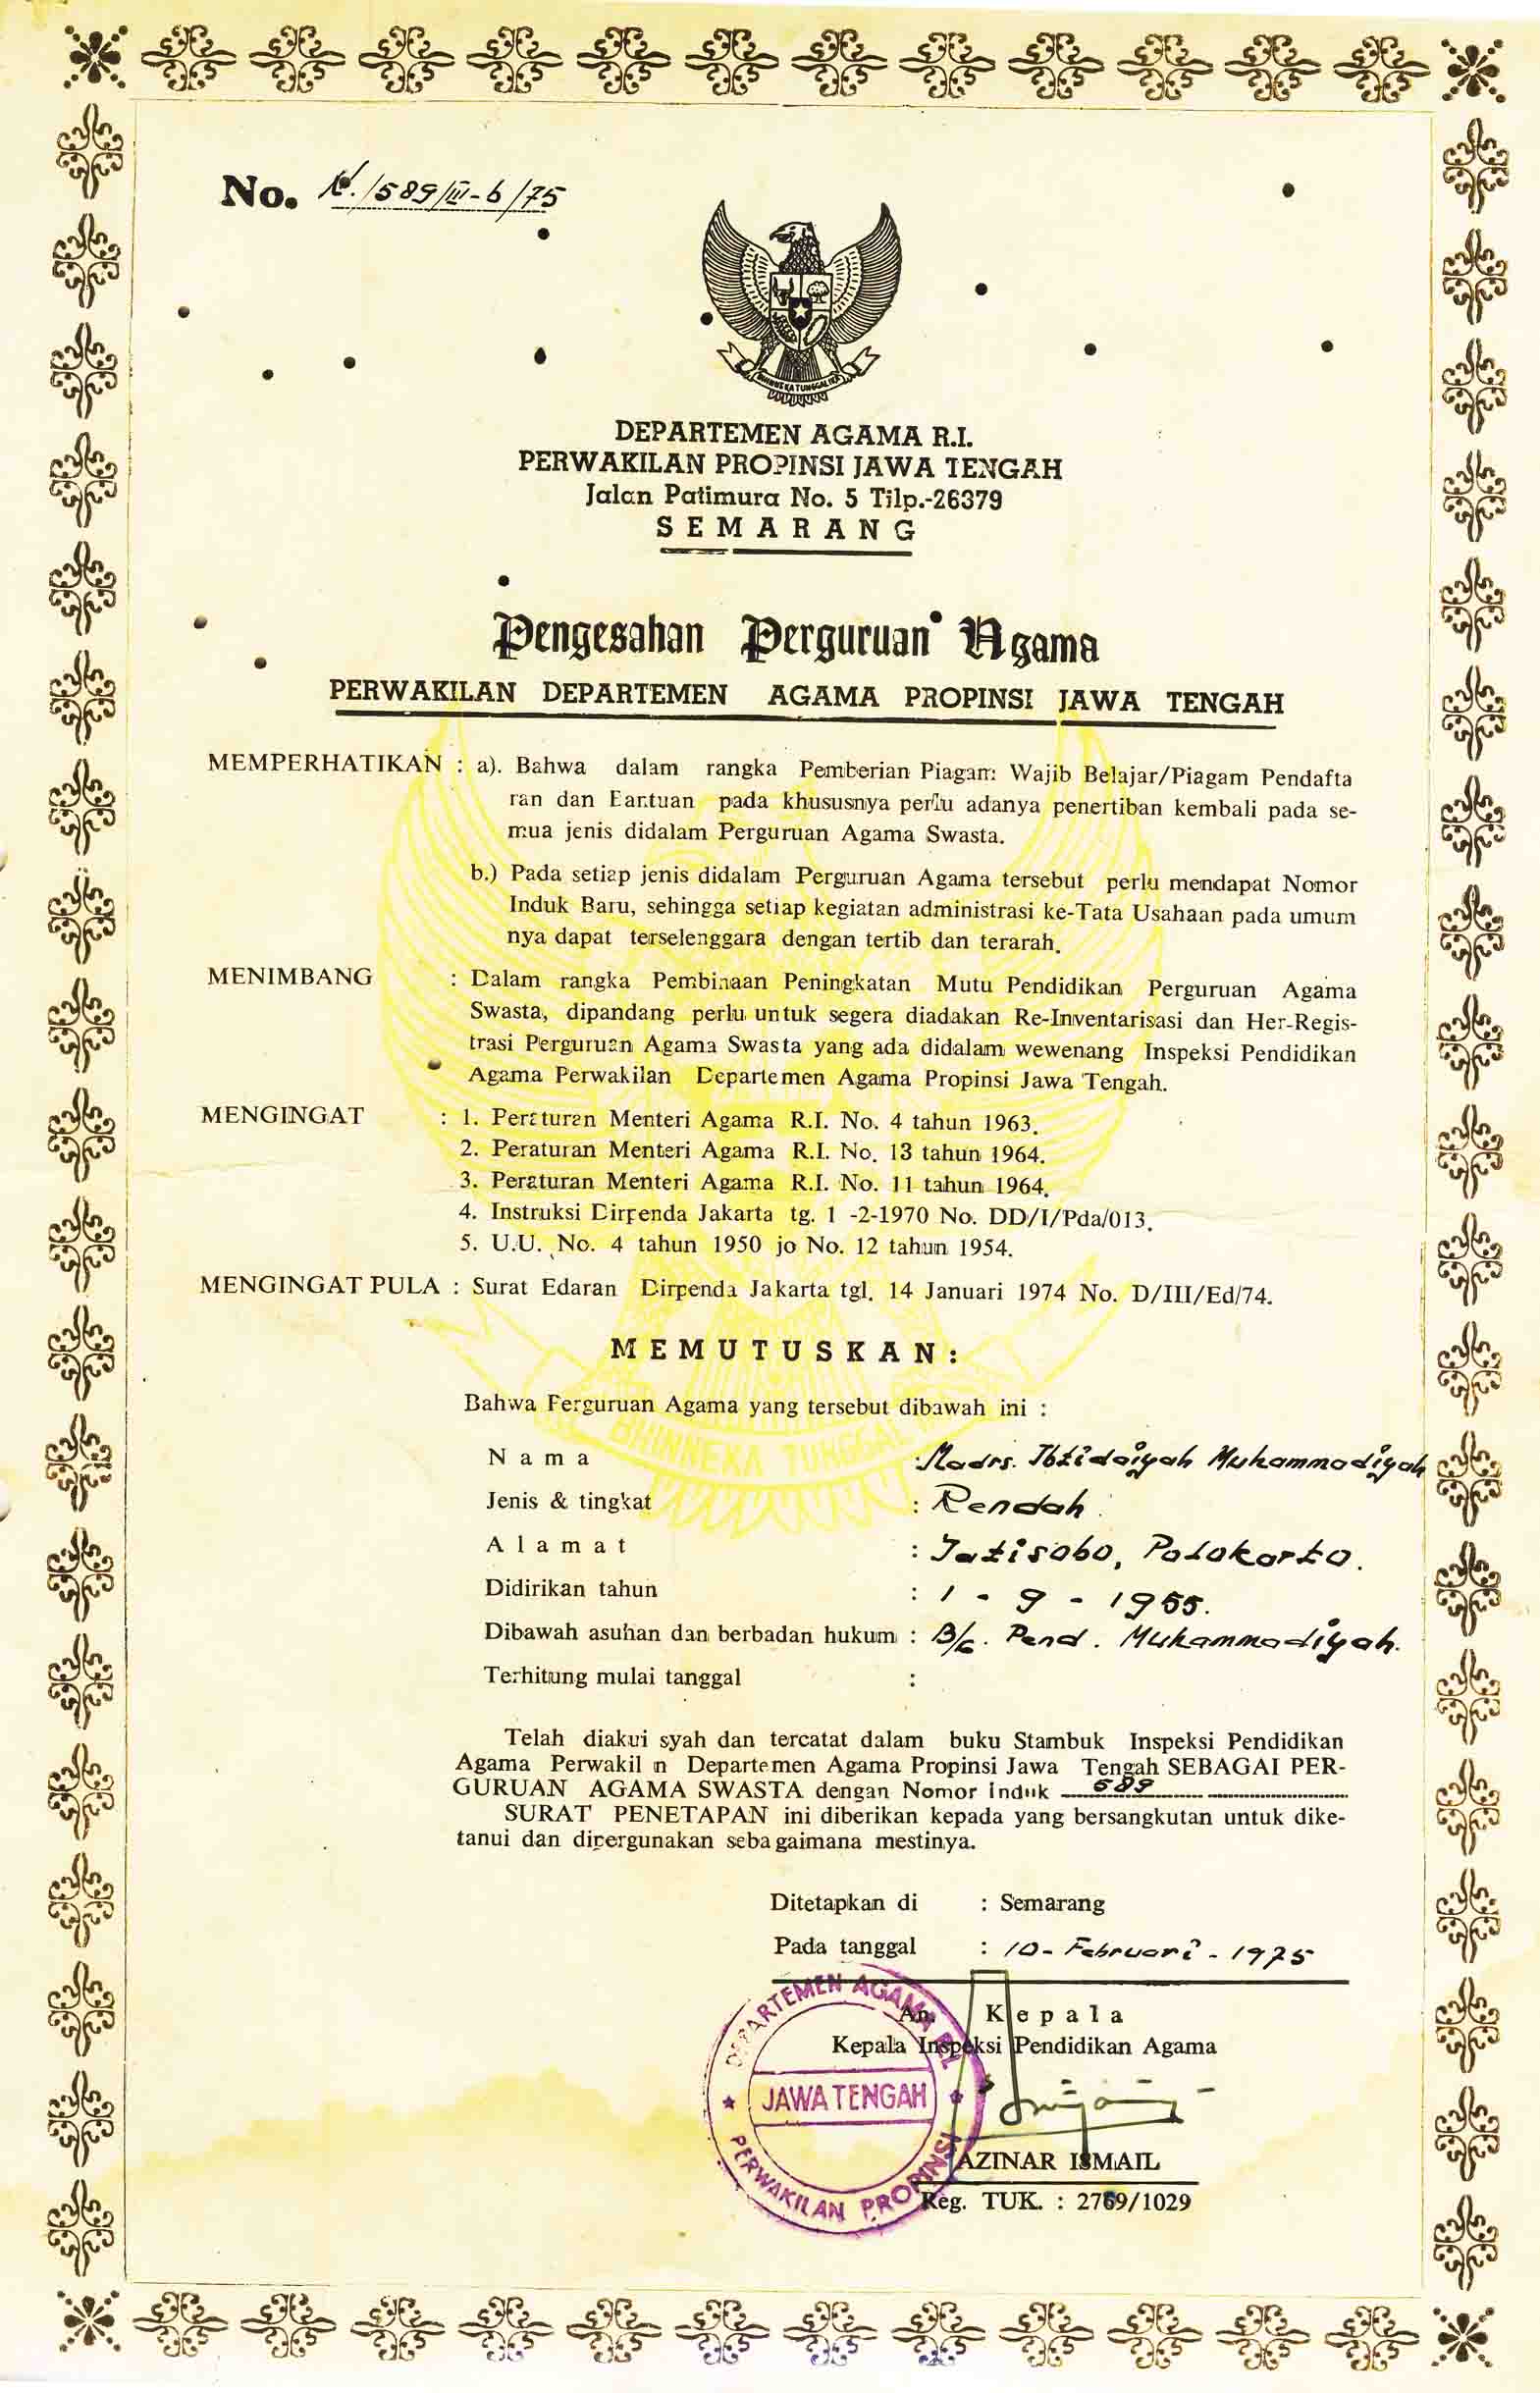 No. K./589/III-b/75
BHINNEKA TUNGGAL IKA
DEPARTEMEN AGAMA R.I.
PERWAKILAN PROPINSI JAWA TENGAH
Jalan Patimura No. 5 Tilp.-26379
SEMARANG
Pengesahan Perguruan Agama
PERWAKILAN DEPARTEMEN AGAMA PROPINSI JAWA TENGAH
MEMPERHATIKAN : a). Bahwa dalam rangka Pemberian Piagam Wajib Belajar/Piagam Pendafta
ran dan Bantuan pada khususnya perlu adanya penertiban kembali pada se-
mua jenis didalam Perguruan Agama Swasta.
b.) Pada setiap jenis didalam Perguruan Agama tersebut perlu mendapat Nomor
Induk Baru, sehingga setiap kegiatan administrasi ke-Tata Usahaan pada umum
nya dapat terselenggara dengan tertib dan terarah.
MENIMBANG : Dalam rangka Pembinaan Peningkatan Mutu Pendidikan Perguruan Agama
Swasta, dipandang perlu untuk segera diadakan Re-Inventarisasi dan Her-Regis-
trasi Perguruan Agama Swasta yang ada didalam wewenang Inspeksi Pendidikan
Agama Perwakilan Departemen Agama Propinsi Jawa Tengah.
MENGINGAT : 1. Peraturan Menteri Agama R.I. No. 4 tahun 1963.
2. Peraturan Menteri Agama R.I. No. 13 tahun 1964.
3. Peraturan Menteri Agama R.I. No. 11 tahun 1964.
4. Instruksi Dirpenda Jakarta tg. 1 -2-1970 No. DD/I/Pda/013.
5. U.U. No. 4 tahun 1950 jo No. 12 tahun 1954.
MENGINGAT PULA : Surat Edaran Dirpenda Jakarta tgl. 14 Januari 1974 No. D/III/Ed/74.
MEMUTUSKAN :
Bahwa Perguruan Agama yang tersebut dibawah ini :
BHINNEKA TUNGGAL IKA
Nama : Madrs. Ibtidaiyah Muhammadiyah
Jenis & tingkat : Rendah
Alamat : Jatisobo, Polokarto.
Didirikan tahun : 1 - 9 - 1955.
Dibawah asuhan dan berbadan hukum : B/c. Pend. Muhammadiyah.
Terhitung mulai tanggal :
Telah diakui syah dan tercatat dalam buku Stambuk Inspeksi Pendidikan
Agama Perwakil n Departemen Agama Propinsi Jawa Tengah SEBAGAI PER-
GURUAN AGAMA SWASTA dengan Nomor Induk 589
SURAT PENETAPAN ini diberikan kepada yang bersangkutan untuk dike-
tahui dan dipergunakan sebagaimana mestinya.
Ditetapkan di : Semarang
Pada tanggal : 10 - Februari - 1975
An. Kepala
Kepala Inspeksi Pendidikan Agama
DEPARTEMEN AGAMA R.I.
JAWA TENGAH
PERWAKILAN PROPINSI
AZINAR ISMAIL
Reg. TUK. : 2769/1029